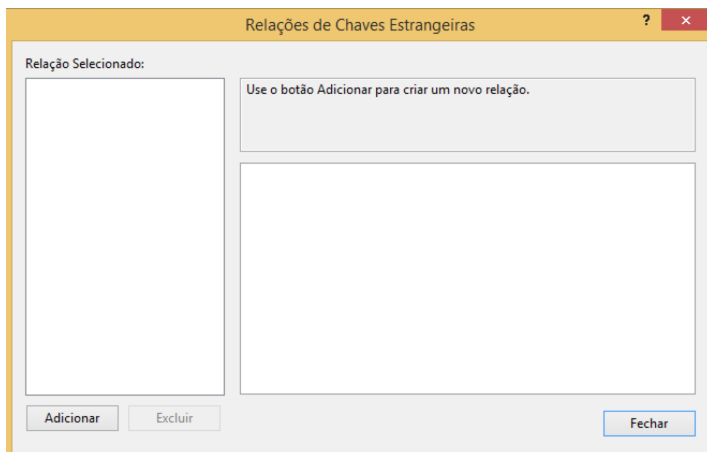 Relações de Chaves Estrangeiras
?
Relação Selecionado:
Use o botão Adicionar para criar um novo relação.
Adicionar
Excluir
Fechar